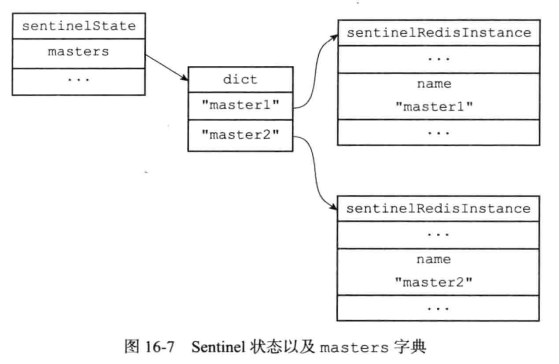 sentinelState
masters
...
dict
"master1"
"master2"
sentinelRedisInstance
...
name
"master1"
...
sentinelRedisInstance
...
name
"master2"
...
图 16-7 Sentinel 状态以及 masters 字典